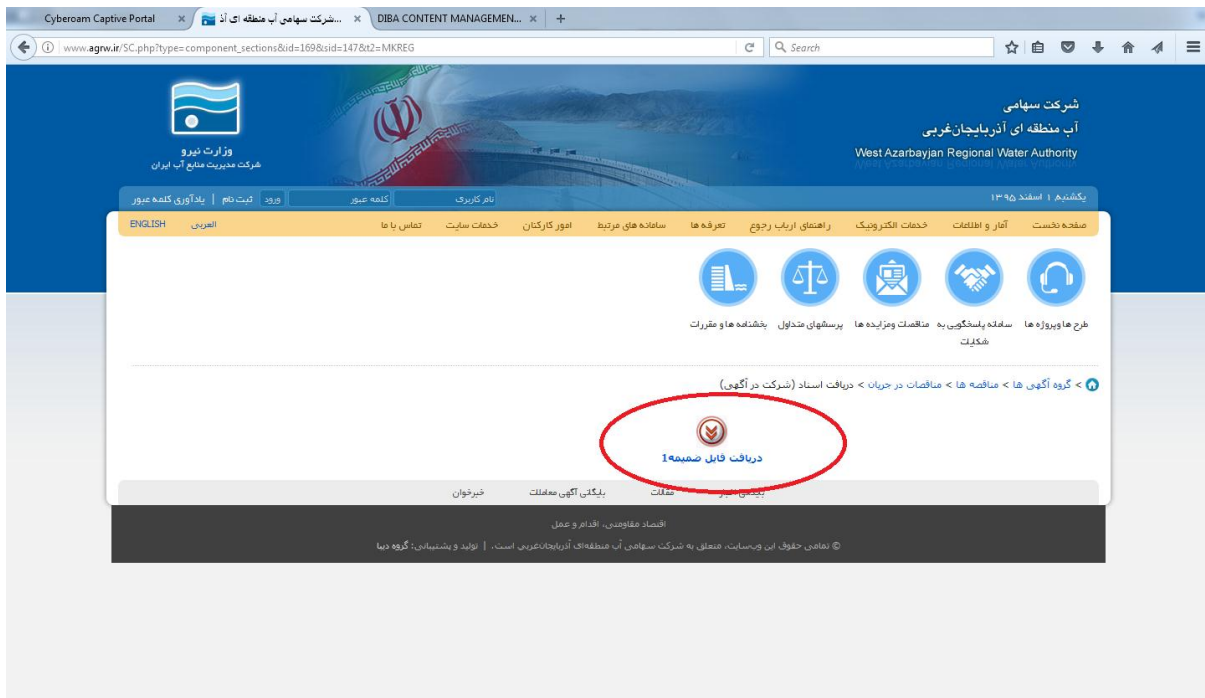 Cyberoam Captive Portal
شرکت سهامی آب منطقه ای آذ...
DIBA CONTENT MANAGEMEN...
www.agrw.ir/SC.php?type=component_sections&id=169&sid=147&t2=MKREG
Search
شرکت سهامی
آب منطقه ای آذربایجان‌غربی
West Azarbayjan Regional Water Authority
وزارت نیرو
شرکت مدیریت منابع آب ایران
یکشنبه, ۱ اسفند ۱۳۹۵
نام کاربری کلمه عبور ورود ثبت نام | یادآوری کلمه عبور
صفحه نخست آمار و اطلاعات خدمات الکترونیک راهنمای ارباب رجوع تعرفه ها سامانه های مرتبط امور کارکنان خدمات سایت تماس با ما العربی ENGLISH
طرح هاوپروژه ها
سامانه پاسخگویی به شکایات
مناقصات ومزایده ها
پرسشهای متداول
بخشنامه ها و مقررات
> گروه آگهی ها > مناقصه ها > مناقصات در جریان > دریافت اسناد (شرکت در آگهی)
دریافت فایل ضمیمه1
بایگانی اخبار مقالات بایگانی آگهی معاملات خبرخوان
اقتصاد مقاومتی، اقدام و عمل
© تمامی حقوق این وب‌سایت، متعلق به شرکت سهامی آب منطقه‌ای آذربایجان‌غربی است. | تولید و پشتیبانی: گروه دیبا